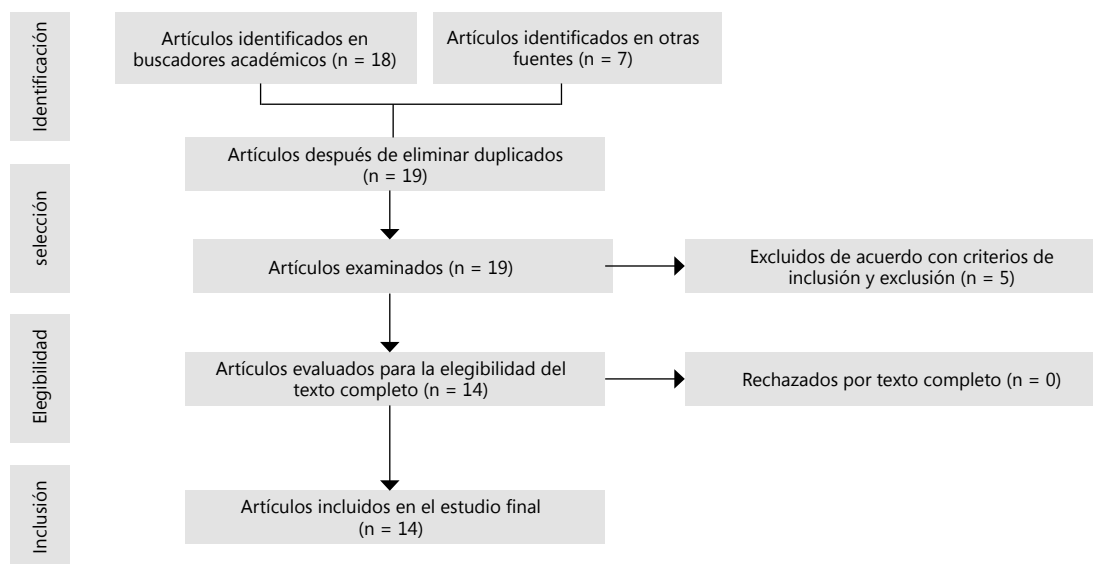 Identificación
Artículos identificados en
buscadores académicos (n = 18)
Artículos identificados en otras
fuentes (n = 7)
Artículos después de eliminar duplicados
(n = 19)
selección
Artículos examinados (n = 19)
Excluidos de acuerdo con criterios de
inclusión y exclusión (n = 5)
Elegibilidad
Artículos evaluados para la elegibilidad del
texto completo (n = 14)
Rechazados por texto completo (n = 0)
Inclusión
Artículos incluidos en el estudio final
(n = 14)